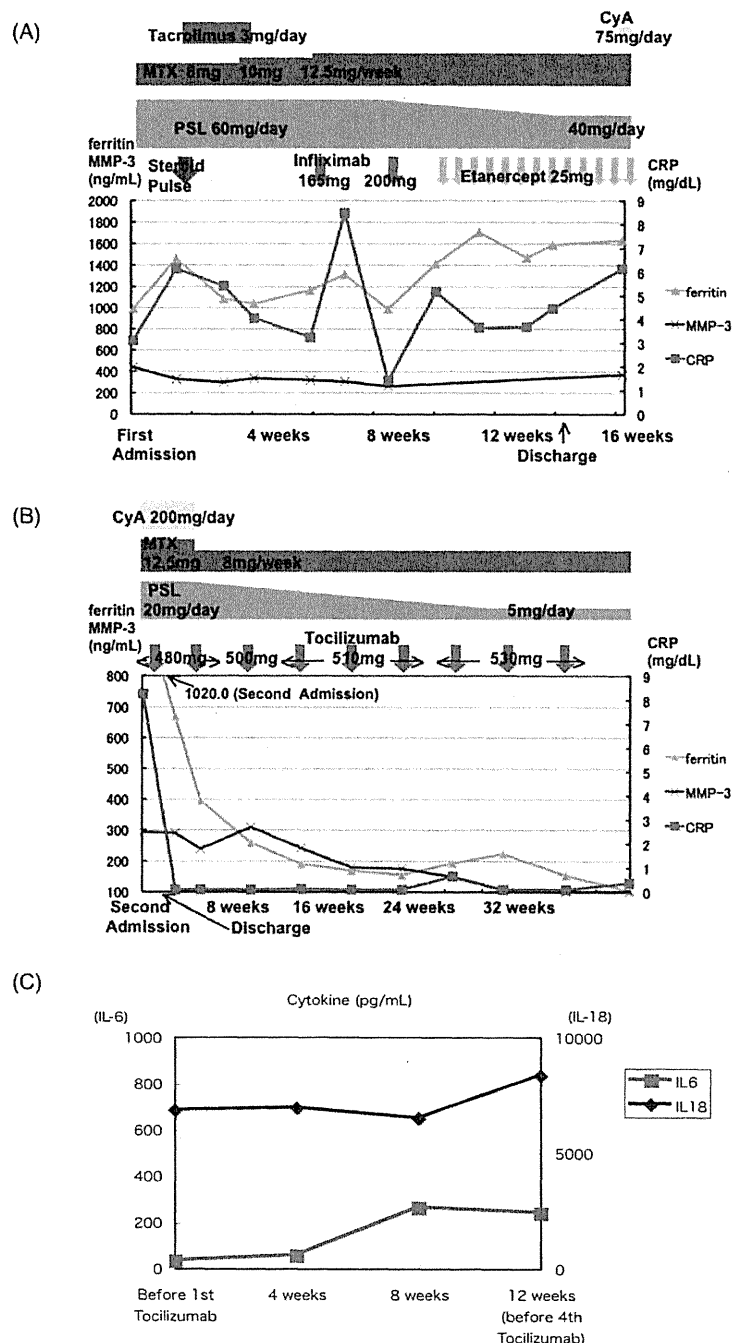 (A)
CyA
75mg/day
Tacrolimus 3mg/day
MTX 8mg 10mg 12.5mg/week
PSL 60mg/day 40mg/day
ferritin
MMP-3
(ng/mL)
Steroid
Pulse
Infliximab
165mg 200mg
Etanercept 25mg
CRP
(mg/dL)
2000
1800
1600
1400
1200
1000
800
600
400
200
0
9
8
7
6
5
4
3
2
1
0
ferritin
MMP-3
CRP
First
Admission
4 weeks 8 weeks 12 weeks 16 weeks
Discharge
(B)
CyA 200mg/day
MTX
12.5mg 8mg/week
PSL
20mg/day 5mg/day
ferritin
MMP-3
(ng/mL)
Tocilizumab
480mg 500mg 510mg 530mg
CRP
(mg/dL)
1020.0 (Second Admission)
800
700
600
500
400
300
200
100
9
8
7
6
5
4
3
2
1
0
ferritin
MMP-3
CRP
Second
Admission
8 weeks 16 weeks 24 weeks 32 weeks
Discharge
(C)
Cytokine (pg/mL)
(IL-6) (IL-18)
1000
800
600
400
200
0
10000
5000
0
IL6
IL18
Before 1st
Tocilizumab
4 weeks 8 weeks 12 weeks
(before 4th
Tocilizumab)